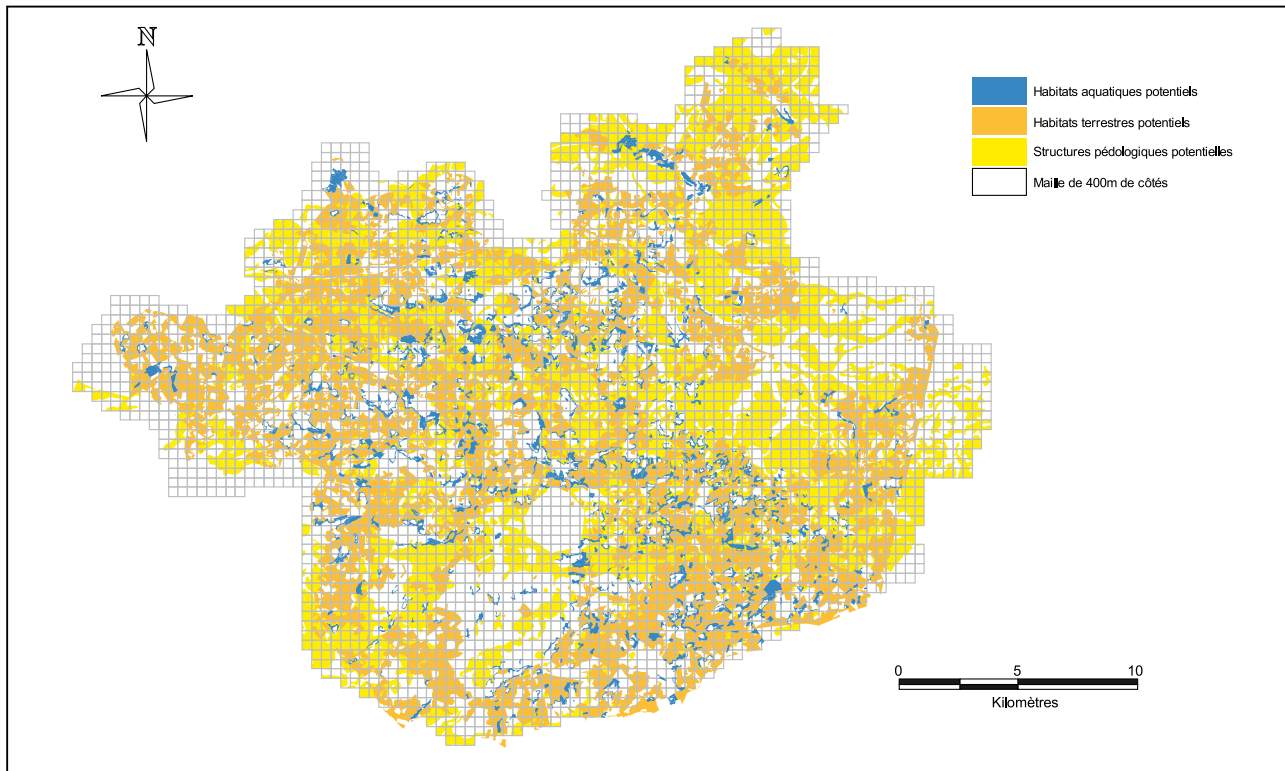 N
Habitats aquatiques potentiels
Habitats terrestres potentiels
Structures pédologiques potentielles
Maille de 400m de côtés
0 5 10
Kilomètres